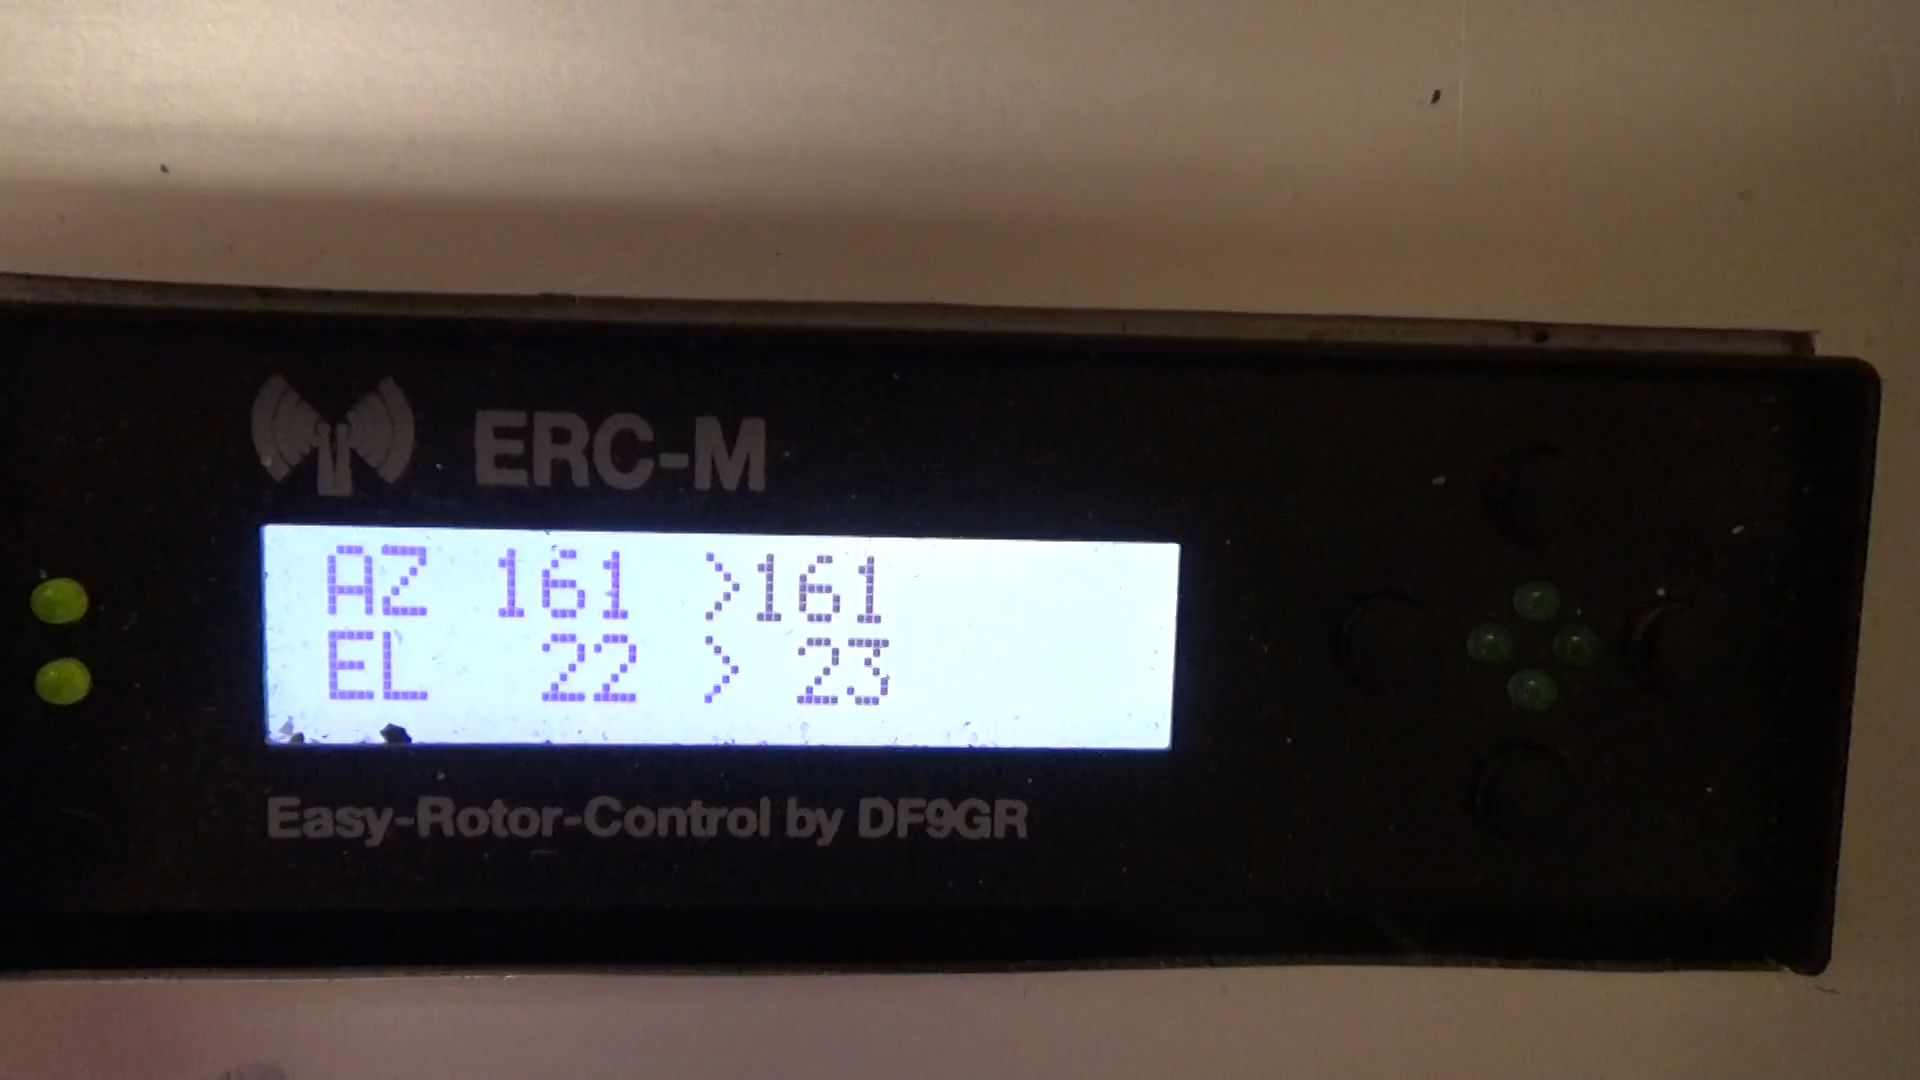 ERC-M
AZ 161 >161
EL 22 > 23
Easy-Rotor-Control by DF9GR